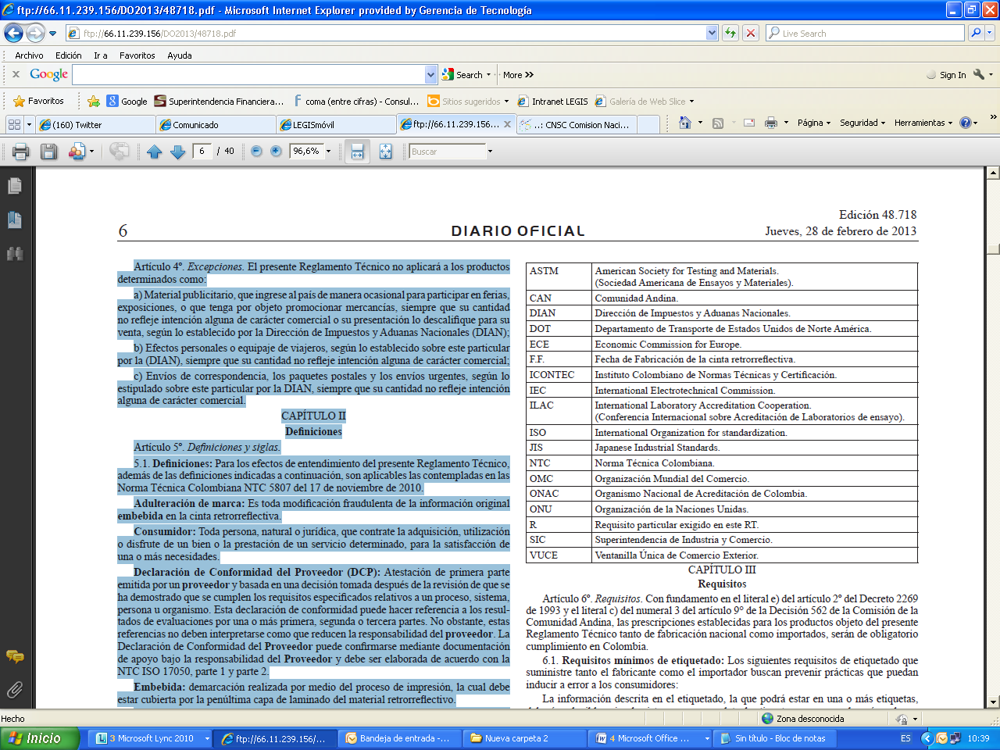 ftp://66.11.239.156/DO2013/48718.pdf - Microsoft Internet Explorer provided by Gerencia de Tecnología
ftp://66.11.239.156/DO2013/48718.pdf
Live Search
Archivo Edición Ir a Favoritos Ayuda
Google Search More Sign In
Favoritos Google Superintendencia Financiera... coma (entre cifras) - Consul... Sitios sugeridos Intranet LEGIS Galería de Web Slice
(160) Twitter Comunicado LEGISmóvil ftp://66.11.239.156... ..: CNSC Comision Naci... Página Seguridad Herramientas
6 / 40 96,6% Buscar
Edición 48.718
6 DIARIO OFICIAL Jueves, 28 de febrero de 2013
Artículo 4°. Excepciones. El presente Reglamento Técnico no aplicará a los productos
determinados como:
a) Material publicitario, que ingrese al país de manera ocasional para participar en ferias,
exposiciones, o que tenga por objeto promocionar mercancías, siempre que su cantidad
no refleje intención alguna de carácter comercial o su presentación lo descalifique para su
venta, según lo establecido por la Dirección de Impuestos y Aduanas Nacionales (DIAN);
b) Efectos personales o equipaje de viajeros, según lo establecido sobre este particular
por la (DIAN), siempre que su cantidad no refleje intención alguna de carácter comercial;
c) Envíos de correspondencia, los paquetes postales y los envíos urgentes, según lo
estipulado sobre este particular por la DIAN, siempre que su cantidad no refleje intención
alguna de carácter comercial.
CAPÍTULO II
Definiciones
Artículo 5°. Definiciones y siglas.
5.1. Definiciones: Para los efectos de entendimiento del presente Reglamento Técnico,
además de las definiciones indicadas a continuación, son aplicables las contempladas en las
Norma Técnica Colombiana NTC 5807 del 17 de noviembre de 2010.
Adulteración de marca: Es toda modificación fraudulenta de la información original
embebida en la cinta retrorreflectiva.
Consumidor: Toda persona, natural o jurídica, que contrate la adquisición, utilización
o disfrute de un bien o la prestación de un servicio determinado, para la satisfacción de
una o más necesidades.
Declaración de Conformidad del Proveedor (DCP): Atestación de primera parte
emitida por un proveedor y basada en una decisión tomada después de la revisión de que se
ha demostrado que se cumplen los requisitos especificados relativos a un proceso, sistema,
persona u organismo. Esta declaración de conformidad puede hacer referencia a los resul-
tados de evaluaciones por una o más primera, segunda o tercera partes. No obstante, estas
referencias no deben interpretarse como que reducen la responsabilidad del proveedor. La
Declaración de Conformidad del Proveedor puede confirmarse mediante documentación
de apoyo bajo la responsabilidad del Proveedor y debe ser elaborada de acuerdo con la
NTC ISO 17050, parte 1 y parte 2.
Embebida: demarcación realizada por medio del proceso de impresión, la cual debe
estar cubierta por la penúltima capa de laminado del material retrorreflectivo.
ASTM American Society for Testing and Materials.
(Sociedad Americana de Ensayos y Materiales).
CAN Comunidad Andina.
DIAN Dirección de Impuestos y Aduanas Nacionales.
DOT Departamento de Transporte de Estados Unidos de Norte América.
ECE Economic Commission for Europe.
F.F. Fecha de Fabricación de la cinta retrorreflectiva.
ICONTEC Instituto Colombiano de Normas Técnicas y Certificación.
IEC International Electrotechnical Commission.
ILAC International Laboratory Accreditation Cooperation.
(Conferencia Internacional sobre Acreditación de Laboratorios de ensayo).
ISO International Organization for standardization.
JIS Japanese Industrial Standards.
NTC Norma Técnica Colombiana.
OMC Organización Mundial del Comercio.
ONAC Organismo Nacional de Acreditación de Colombia.
ONU Organización de la Naciones Unidas.
R Requisito particular exigido en este RT.
SIC Superintendencia de Industria y Comercio.
VUCE Ventanilla Única de Comercio Exterior.
CAPÍTULO III
Requisitos
Artículo 6°. Requisitos. Con fundamento en el literal e) del artículo 2° del Decreto 2269
de 1993 y el literal c) del numeral 3 del artículo 9° de la Decisión 562 de la Comisión de la
Comunidad Andina, las prescripciones establecidas para los productos objeto del presente
Reglamento Técnico tanto de fabricación nacional como importados, serán de obligatorio
cumplimiento en Colombia.
6.1. Requisitos mínimos de etiquetado: Los siguientes requisitos de etiquetado que
suministre tanto el fabricante como el importador buscan prevenir prácticas que puedan
inducir a error a los consumidores:
La información descrita en el etiquetado, la que podrá estar en una o más etiquetas,
Hecho Zona desconocida
Inicio 3 Microsoft Lync 2010 ftp://66.11.239.156/... Bandeja de entrada -... Nueva carpeta 2 4 Microsoft Office ... Sin título - Bloc de notas ES 10:39